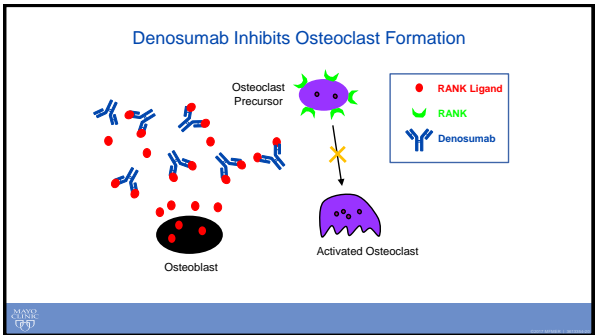 Denosumab Inhibits Osteoclast Formation
Osteoclast
Precursor
RANK Ligand
RANK
Denosumab
Activated Osteoclast
Osteoblast
MAYO
CLINIC